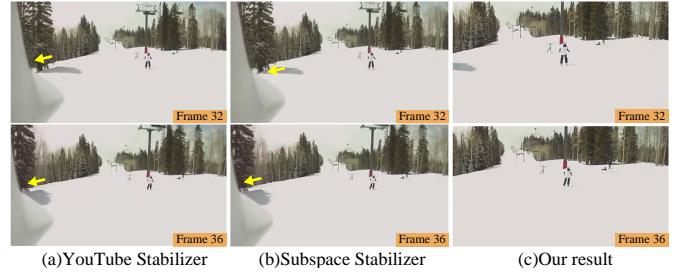 Frame 32
Frame 32
Frame 32
Frame 36
Frame 36
Frame 36
(a)YouTube Stabilizer
(b)Subspace Stabilizer
(c)Our result